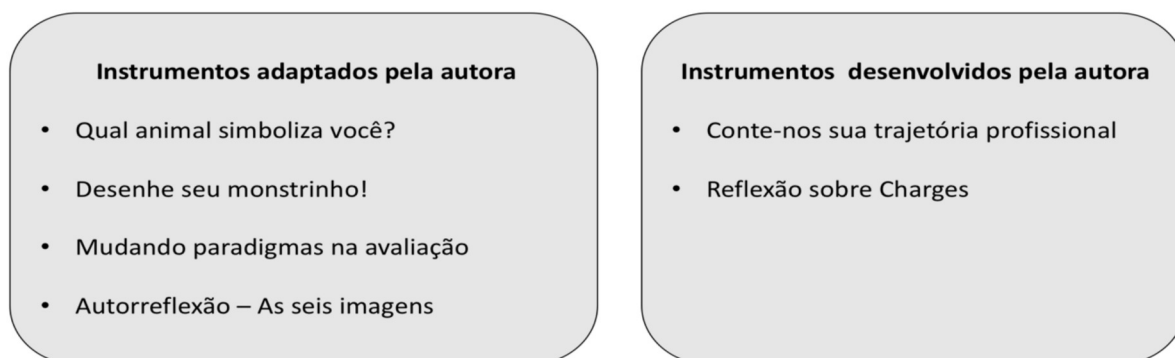 Instrumentos adaptados pela autora
• Qual animal simboliza você?
• Desenhe seu monstrinho!
• Mudando paradigmas na avaliação
• Autorreflexão – As seis imagens
Instrumentos desenvolvidos pela autora
• Conte-nos sua trajetória profissional
• Reflexão sobre Charges